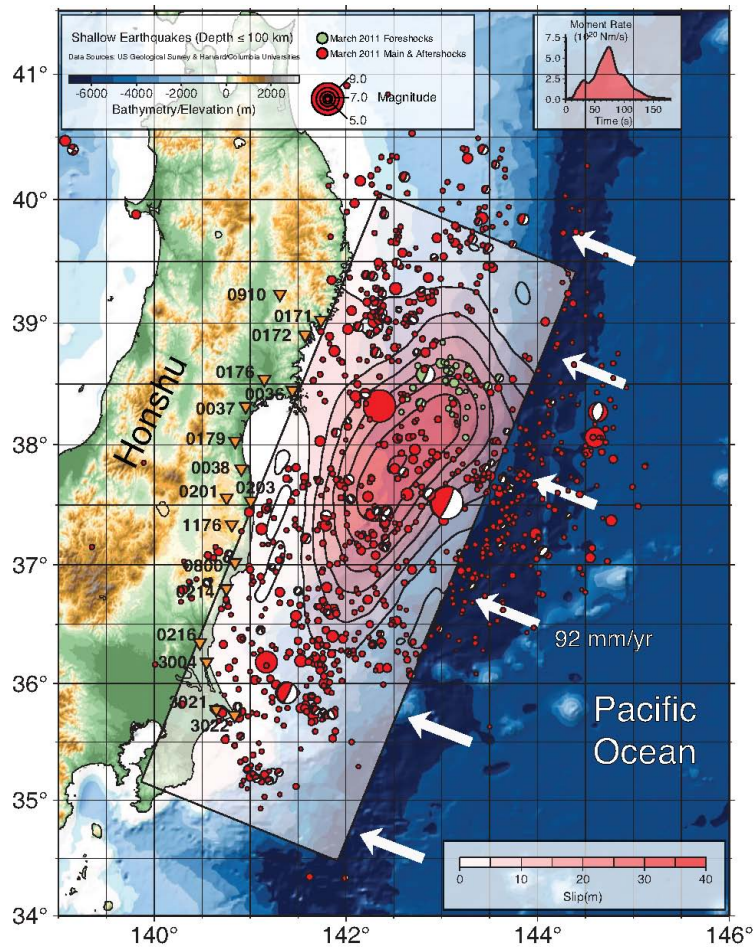 Shallow Earthquakes (Depth ≤ 100 km)
Data Sources: US Geological Survey & Harvard/Columbia Universities
-6000 -4000 -2000 0 2000
Bathymetry/Elevation (m)
March 2011 Foreshocks
March 2011 Main & Aftershocks
9.0
7.0
5.0
Magnitude
Moment Rate
(10²⁰ Nm/s)
7.5
5.0
2.5
0.0
0 50 100 150
Time (s)
41°
40°
39°
38°
37°
36°
35°
34°
Honshu
0910
0171
0172
0176
0036
0037
0179
0038
0201
0203
1176
0800
0214
0216
3004
3021
3022
92 mm/yr
Pacific
Ocean
0 10 20 30 40
Slip(m)
140° 142° 144° 146°